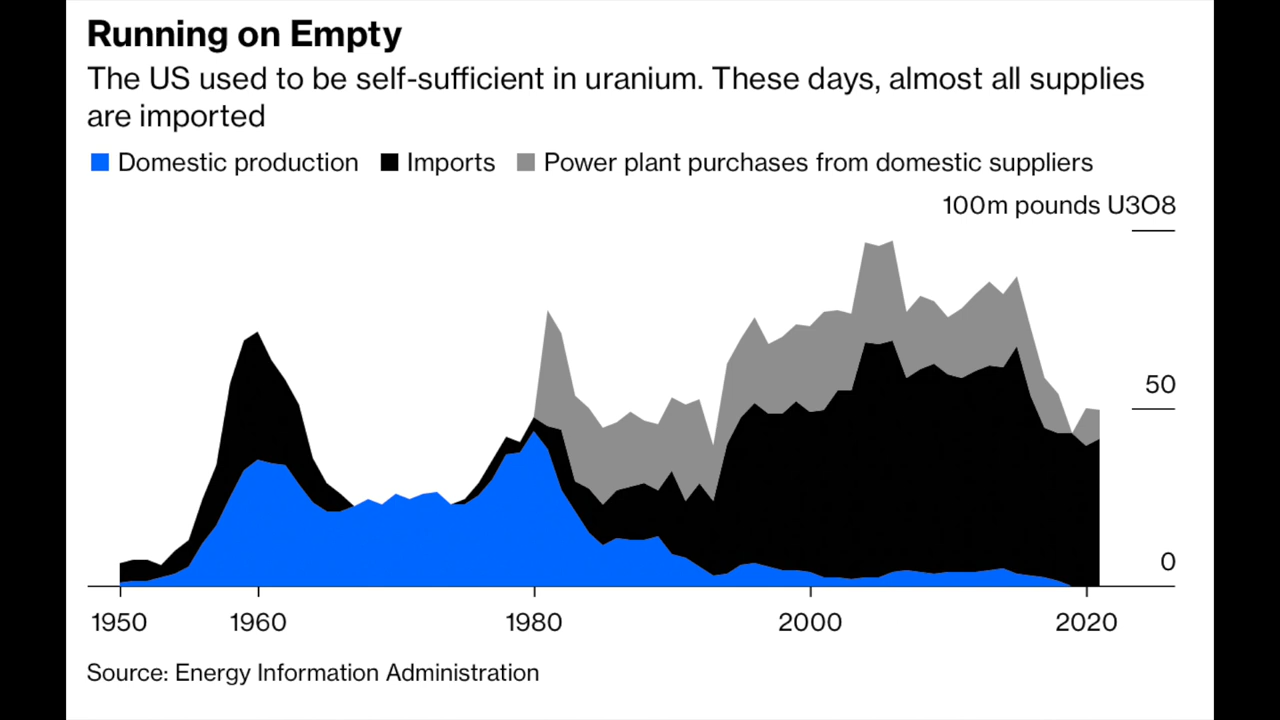 Running on Empty
The US used to be self-sufficient in uranium. These days, almost all supplies
are imported
Domestic production Imports Power plant purchases from domestic suppliers
100m pounds U3O8
50
0
1950 1960 1980 2000 2020
Source: Energy Information Administration